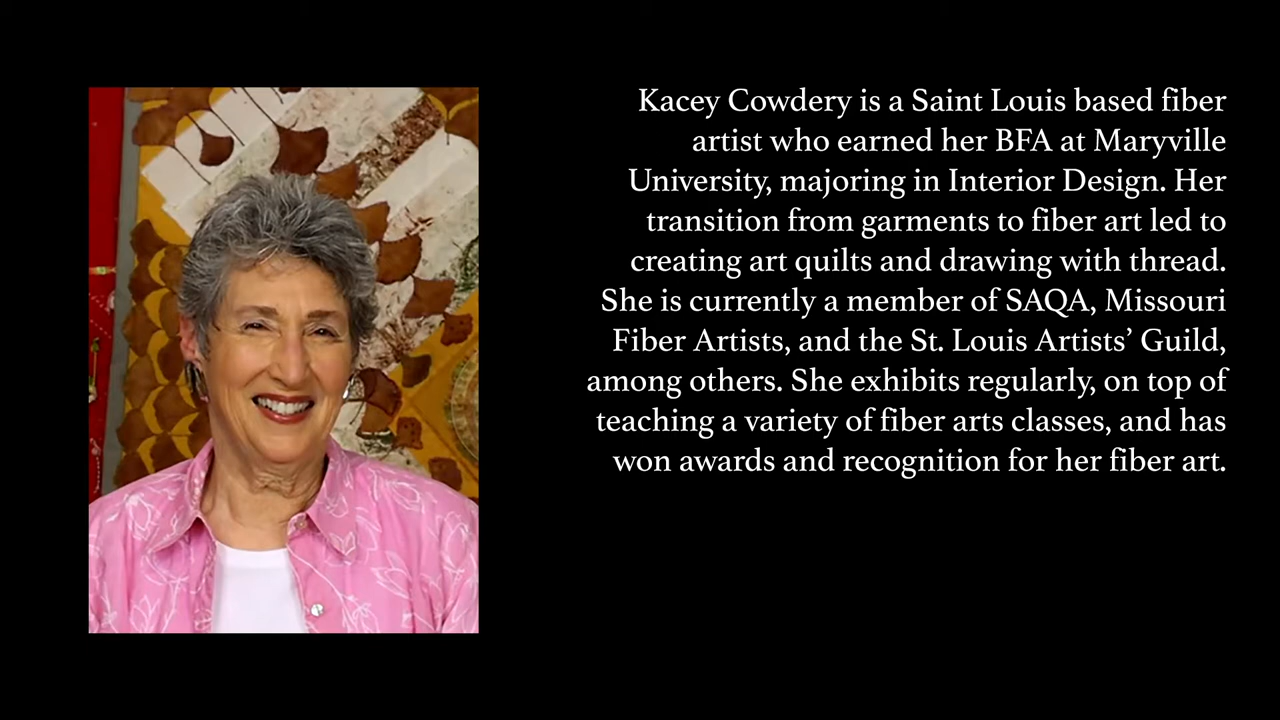 Kacey Cowdery is a Saint Louis based fiber
artist who earned her BFA at Maryville
University, majoring in Interior Design. Her
transition from garments to fiber art led to
creating art quilts and drawing with thread.
She is currently a member of SAQA, Missouri
Fiber Artists, and the St. Louis Artists’ Guild,
among others. She exhibits regularly, on top of
teaching a variety of fiber arts classes, and has
won awards and recognition for her fiber art.